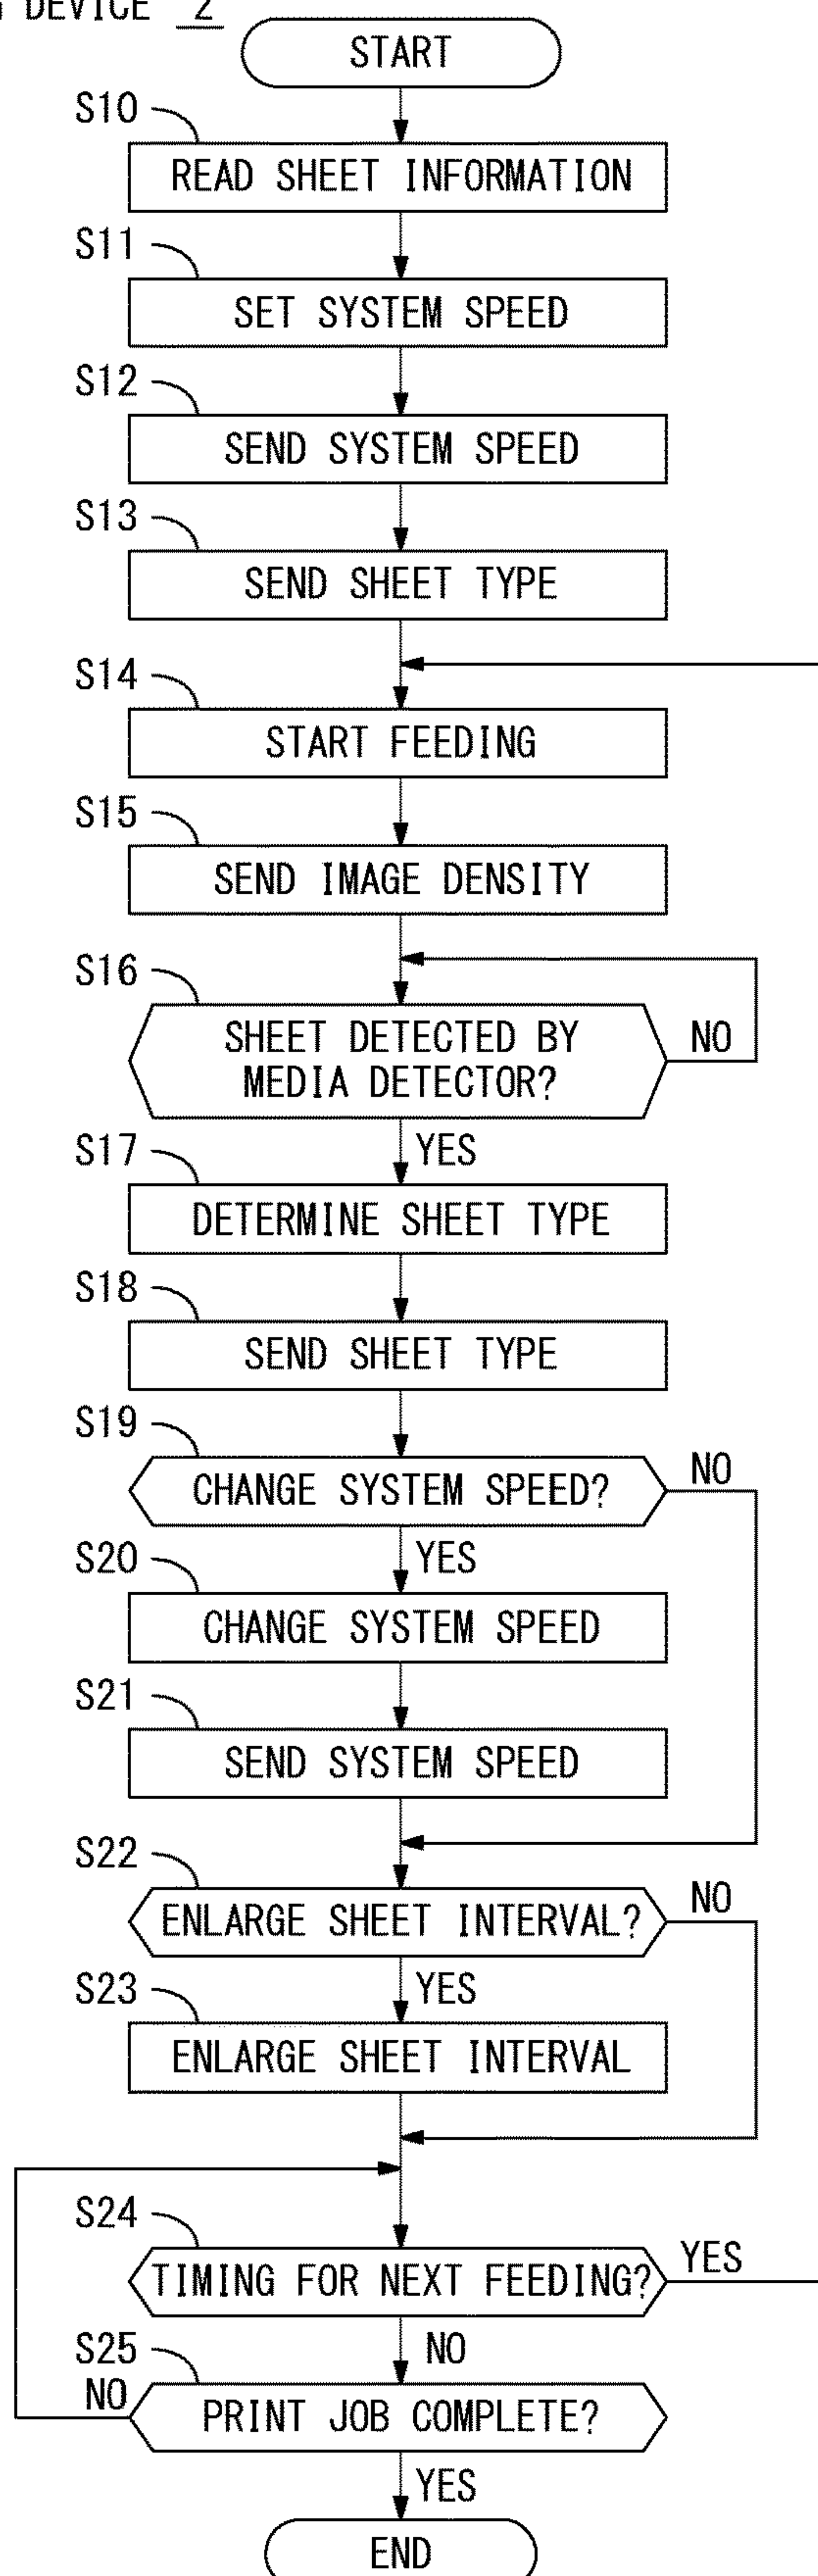 DEVICE 2
START
S10
READ SHEET INFORMATION
S11
SET SYSTEM SPEED
S12
SEND SYSTEM SPEED
S13
SEND SHEET TYPE
S14
START FEEDING
S15
SEND IMAGE DENSITY
S16
SHEET DETECTED BY
MEDIA DETECTOR?
NO
YES
S17
DETERMINE SHEET TYPE
S18
SEND SHEET TYPE
S19
CHANGE SYSTEM SPEED?
NO
YES
S20
CHANGE SYSTEM SPEED
S21
SEND SYSTEM SPEED
S22
ENLARGE SHEET INTERVAL?
NO
YES
S23
ENLARGE SHEET INTERVAL
S24
TIMING FOR NEXT FEEDING?
YES
NO
S25
NO
PRINT JOB COMPLETE?
YES
END